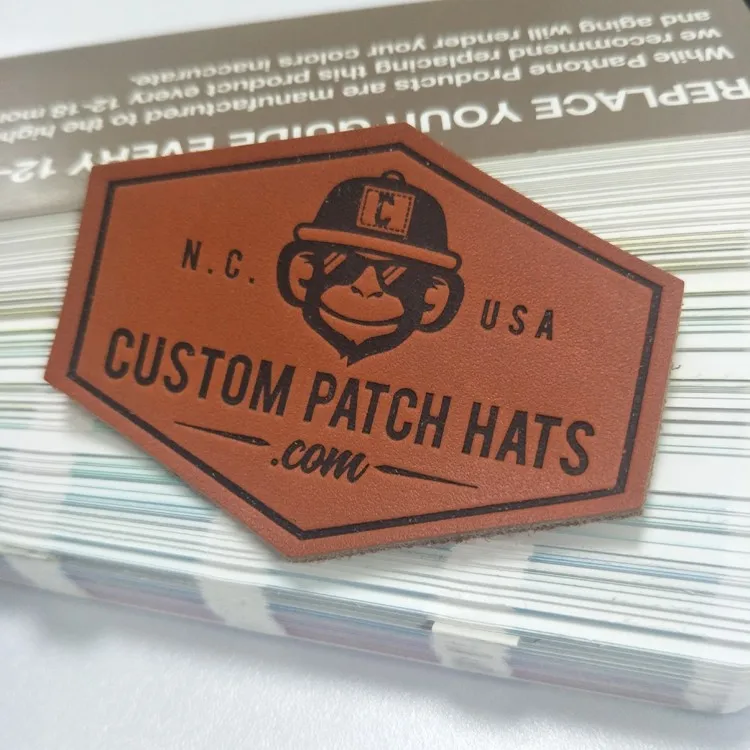 REPLACE YOUR GUIDE EVERY 12-
While Pantone Products are manufactured to the high
we recommend replacing this product every 12-18 mon
and aging will render your colors inaccurate.
C
N.C.
USA
CUSTOM PATCH HATS
.com